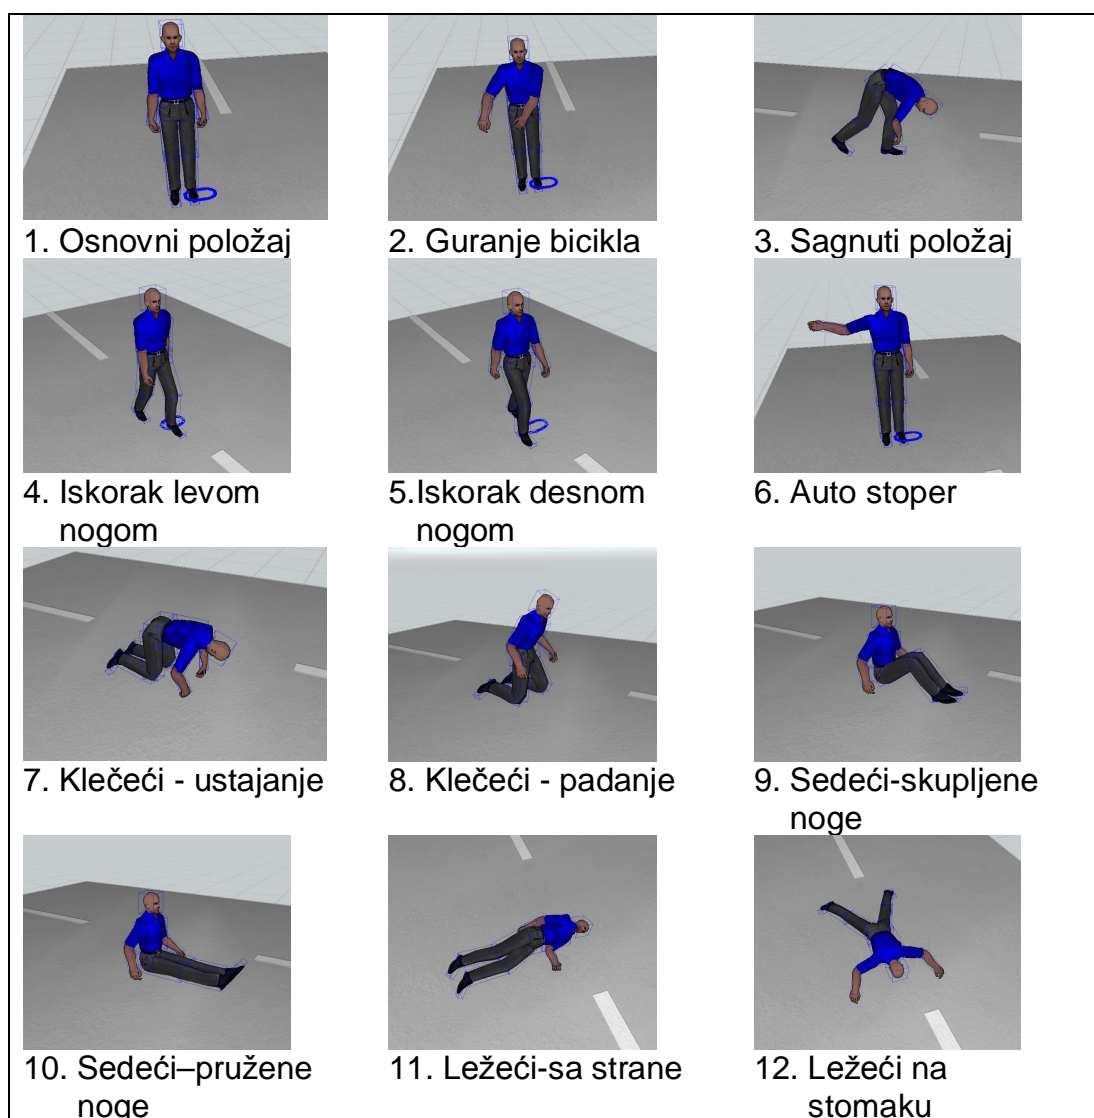 1. Osnovni položaj
2. Guranje bicikla
3. Sagnuti položaj
4. Iskorak levom
nogom
5.Iskorak desnom
nogom
6. Auto stoper
7. Klečeći - ustajanje
8. Klečeći - padanje
9. Sedeći-skupljene
noge
10. Sedeći–pružene
noge
11. Ležeći-sa strane
12. Ležeći na
stomaku